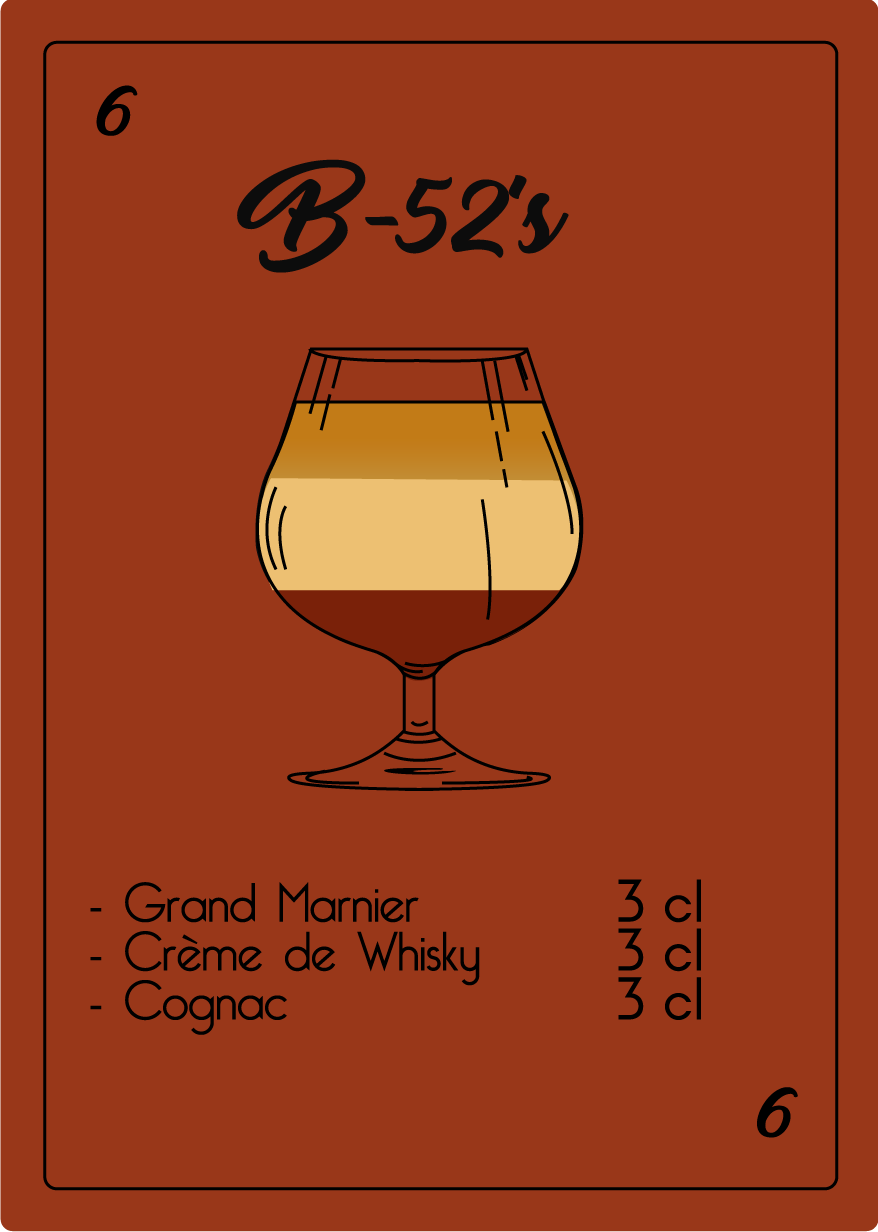 6
B-52's
- Grand Marnier 3 cl
- Crème de Whisky 3 cl
- Cognac 3 cl
6